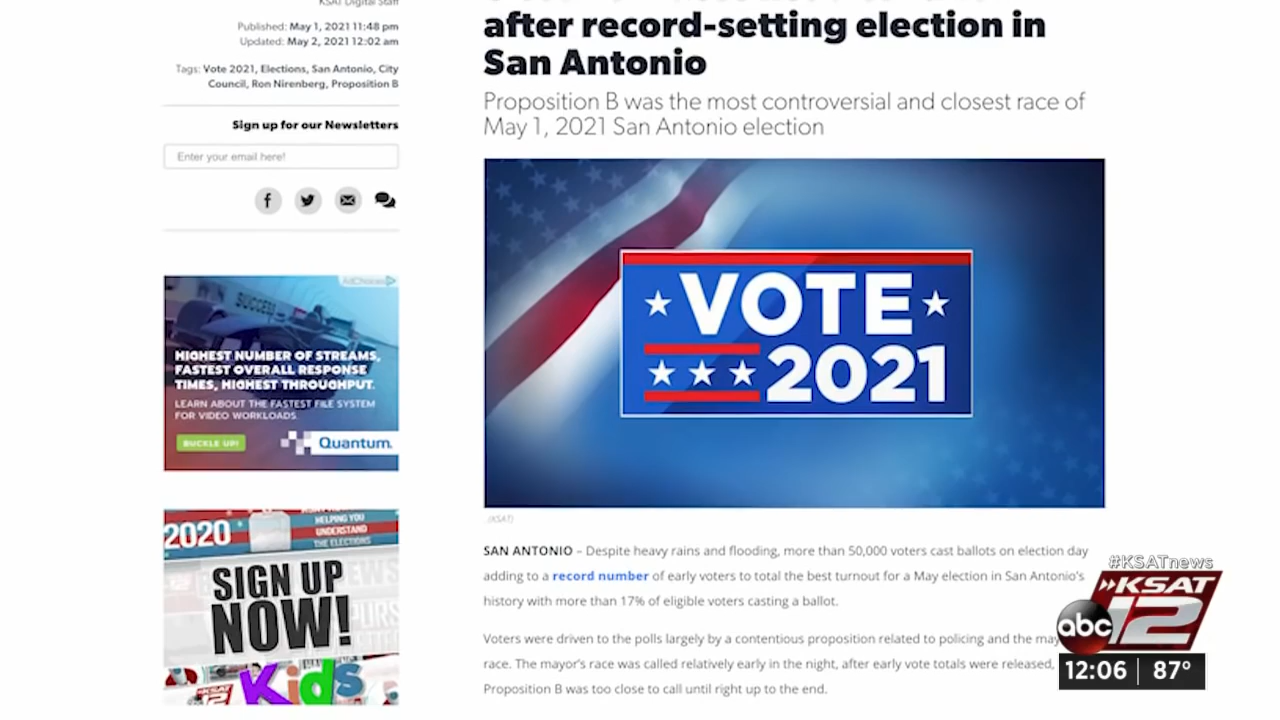 KSAT Digital Staff
Published: May 1, 2021 11:48 pm
Updated: May 2, 2021 12:02 am
Tags: Vote 2021, Elections, San Antonio, City
Council, Ron Nirenberg, Proposition B
Sign up for our Newsletters
Enter your email here!
AdChoices
SUCCESS
HIGHEST NUMBER OF STREAMS,
FASTEST OVERALL RESPONSE
TIMES, HIGHEST THROUGHPUT.
LEARN ABOUT THE FASTEST FILE SYSTEM
FOR VIDEO WORKLOADS.
BUCKLE UP!
Quantum.
2020
HELPING YOU
UNDERSTAND
THE ELECTIONS
SIGN UP
NOW!
KSAT
12
Kids
after record-setting election in
San Antonio
Proposition B was the most controversial and closest race of
May 1, 2021 San Antonio election
VOTE
2021
(KSAT)
SAN ANTONIO – Despite heavy rains and flooding, more than 50,000 voters cast ballots on election day
adding to a record number of early voters to total the best turnout for a May election in San Antonio's
history with more than 17% of eligible voters casting a ballot.
Voters were driven to the polls largely by a contentious proposition related to policing and the
race. The mayor's race was called relatively early in the night, after early vote totals were released,
Proposition B was too close to call until right up to the end.
#KSATnews
KSAT
abc 12
12:06 87°